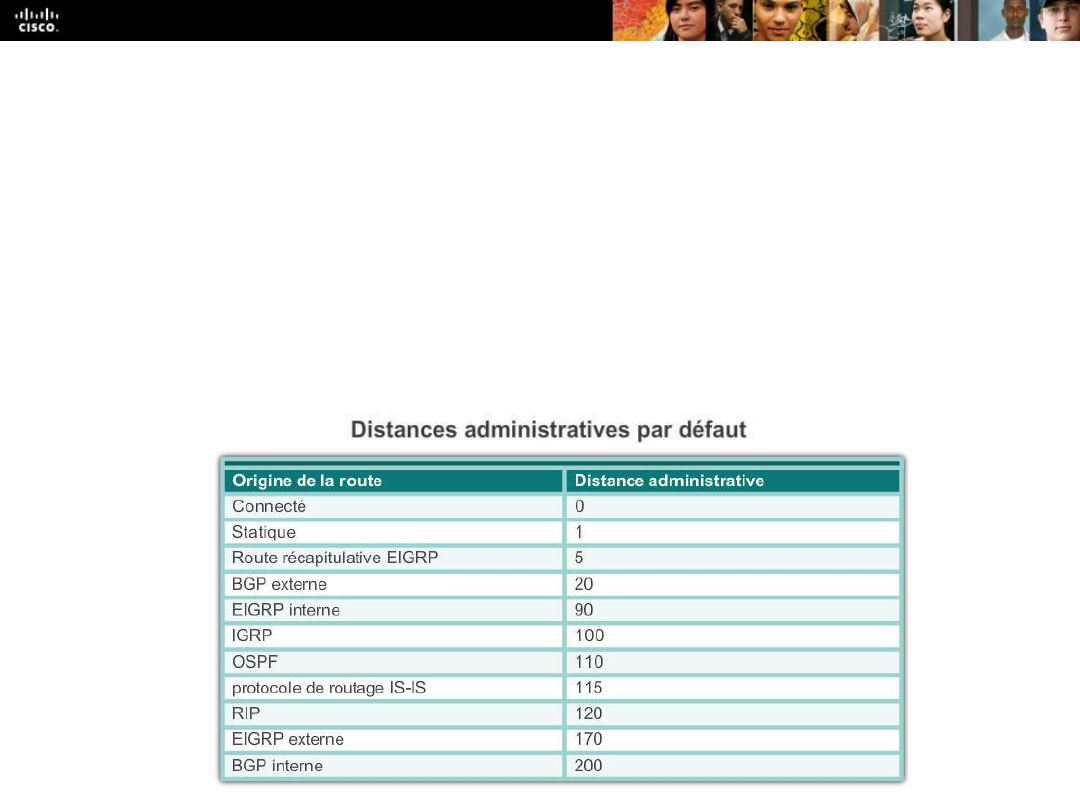 CISCO.
Distances administratives par défaut
Origine de la route Distance administrative
Connecté 0
Statique 1
Route récapitulative EIGRP 5
BGP externe 20
EIGRP interne 90
IGRP 100
OSPF 110
protocole de routage IS-IS 115
RIP 120
EIGRP externe 170
BGP interne 200